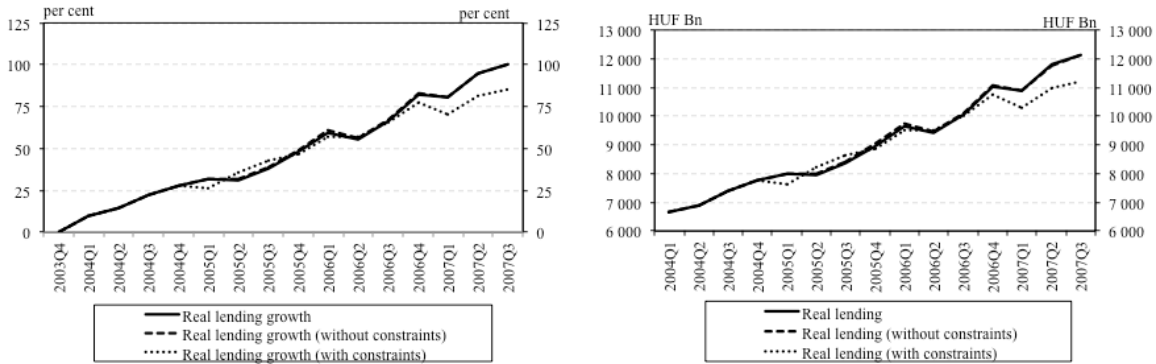 per cent
per cent
125
125
100
100
75
75
50
50
25
25
0
0
2003Q4
2004Q1
2004Q2
2004Q3
2004Q4
2005Q1
2005Q2
2005Q3
2005Q4
2006Q1
2006Q2
2006Q3
2006Q4
2007Q1
2007Q2
2007Q3
Real lending growth
Real lending growth (without constraints)
Real lending growth (with constraints)
HUF Bn
HUF Bn
13 000
13 000
12 000
12 000
11 000
11 000
10 000
10 000
9 000
9 000
8 000
8 000
7 000
7 000
6 000
6 000
2004Q1
2004Q2
2004Q3
2004Q4
2005Q1
2005Q2
2005Q3
2005Q4
2006Q1
2006Q2
2006Q3
2006Q4
2007Q1
2007Q2
2007Q3
Real lending
Real lending (without constraints)
Real lending (with constraints)